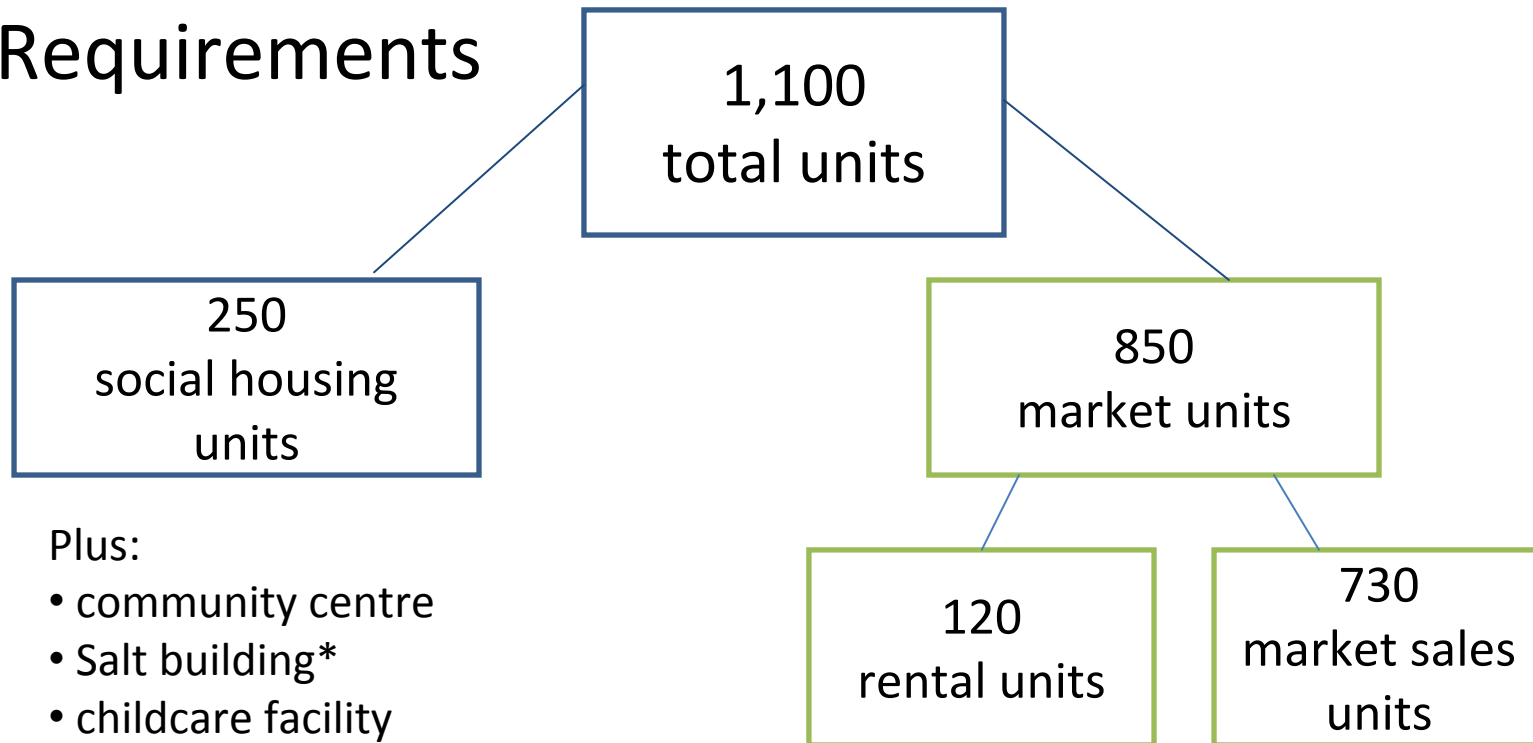 Requirements
1,100
total units
250
social housing
units
850
market units
Plus:
• community centre
• Salt building*
• childcare facility
120
rental units
730
market sales
units